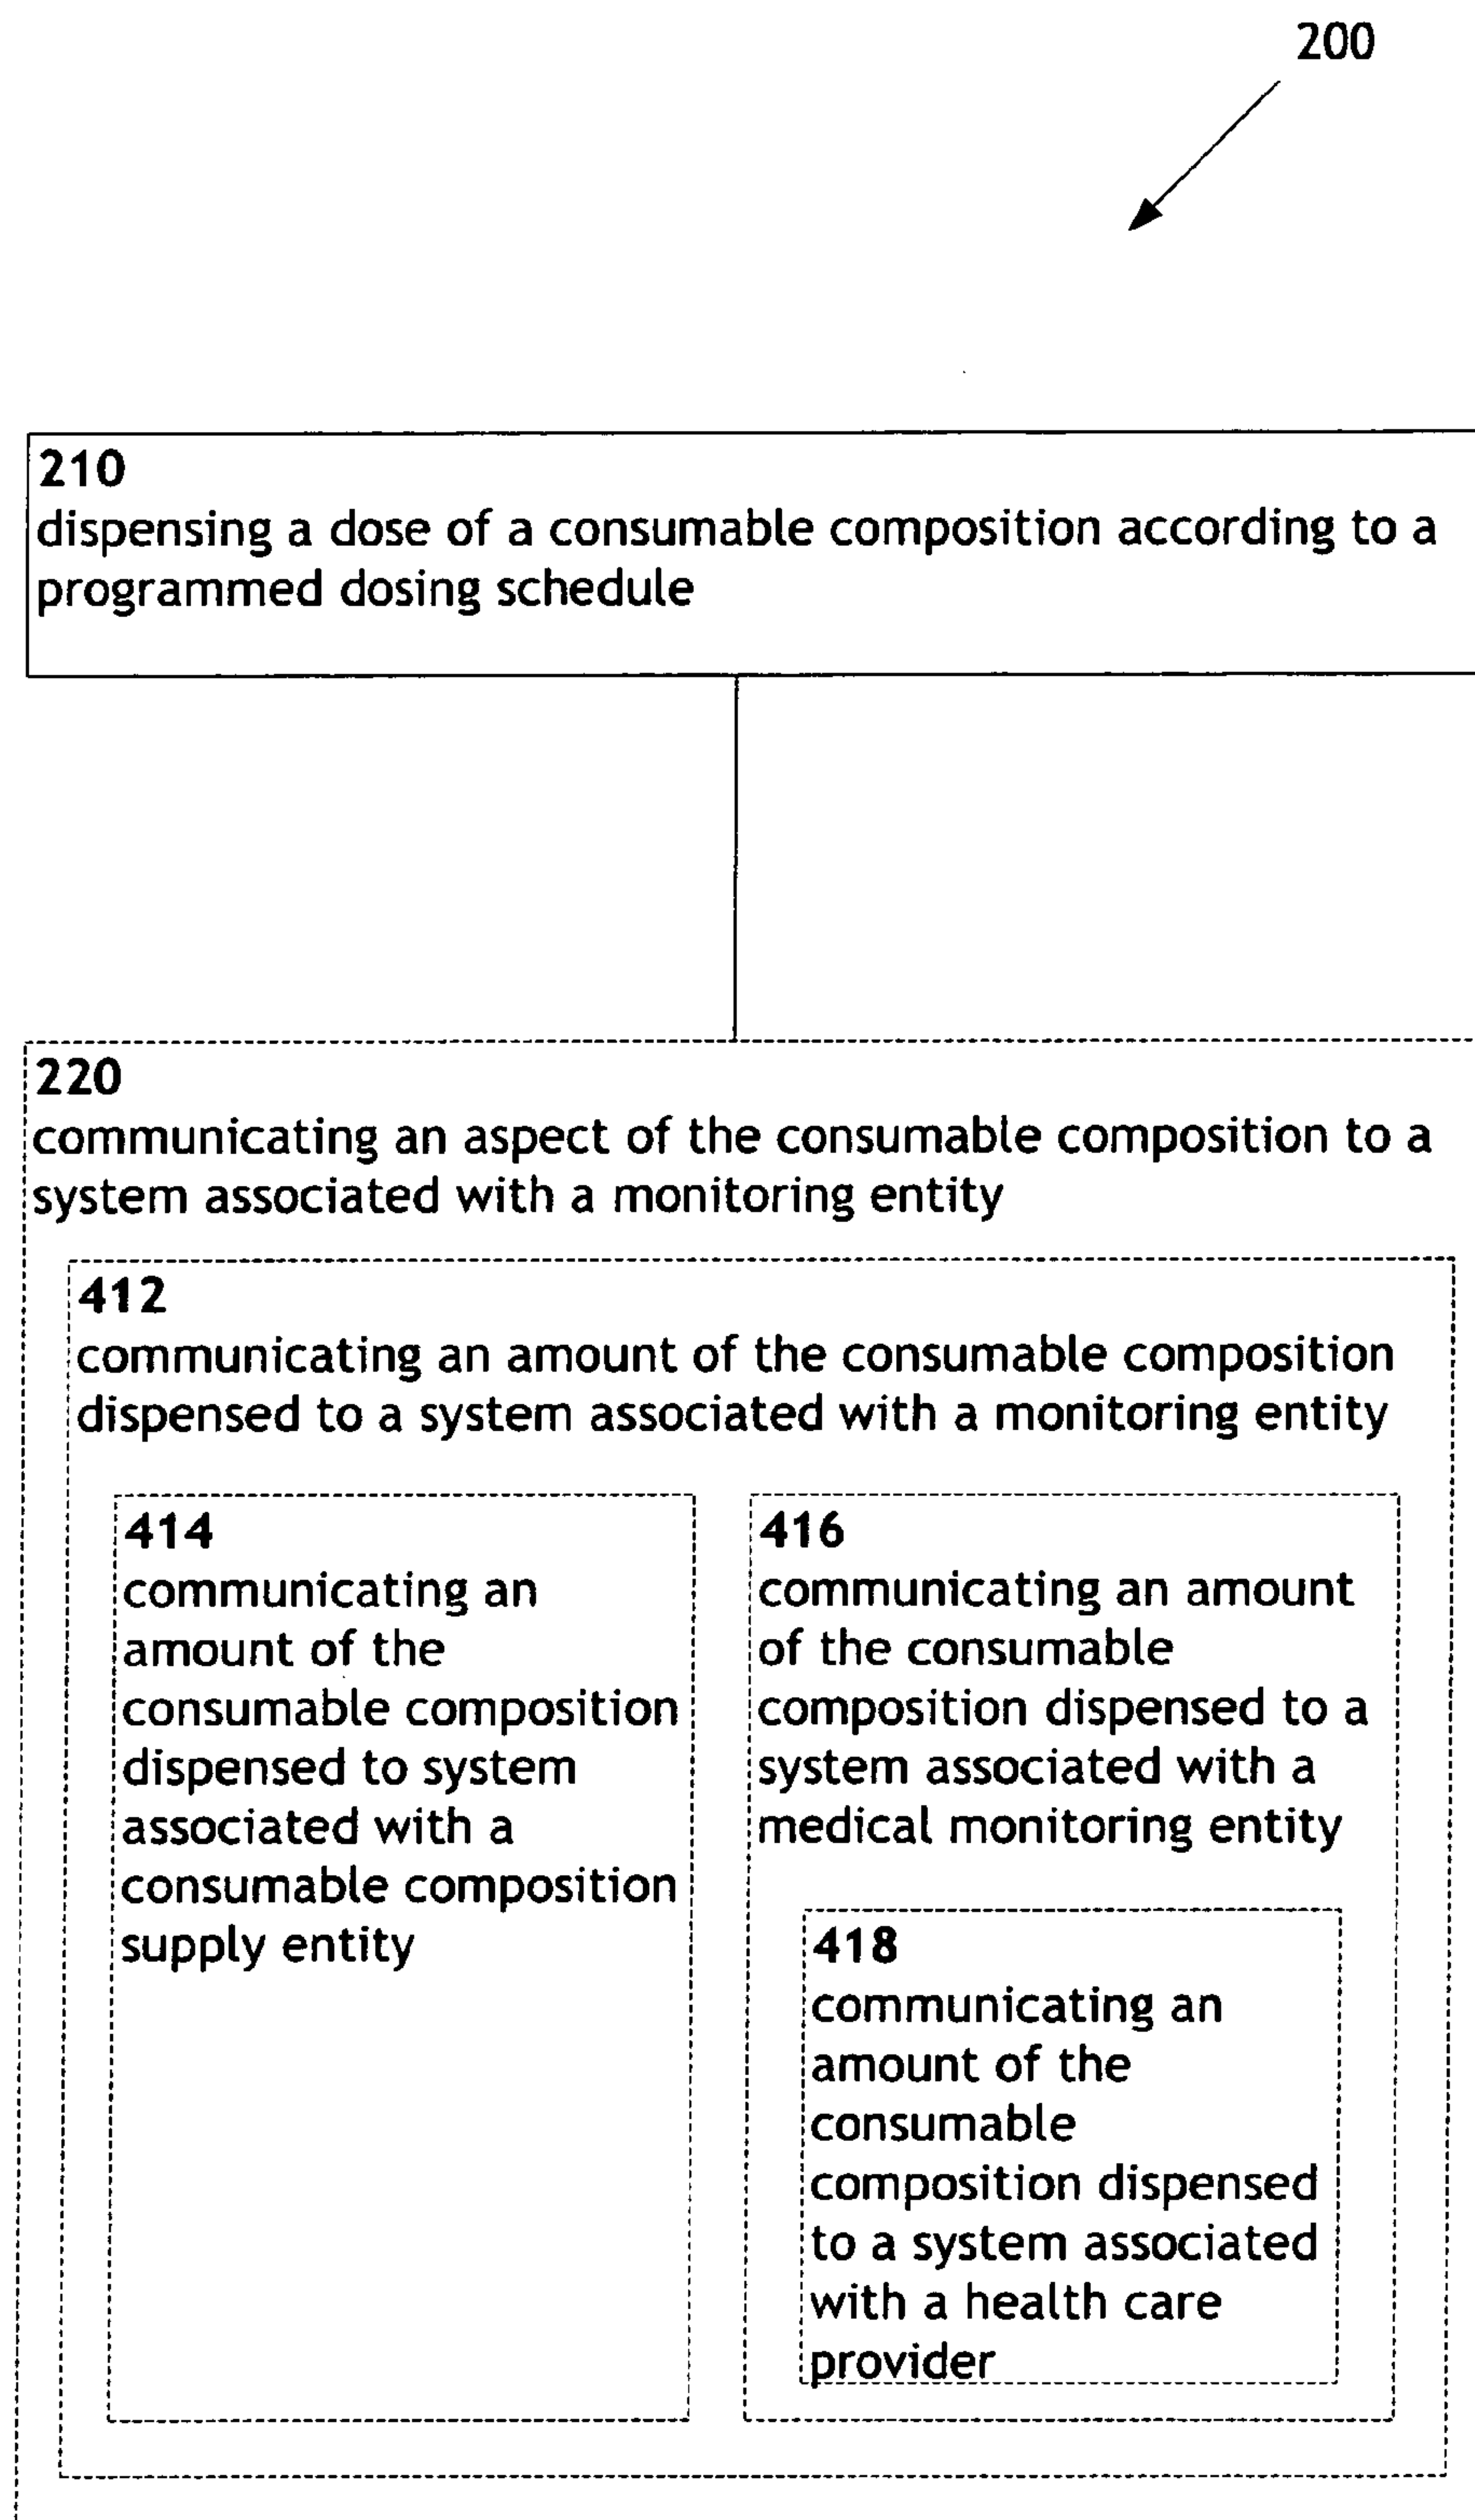 200
210
dispensing a dose of a consumable composition according to a
programmed dosing schedule
220
communicating an aspect of the consumable composition to a
system associated with a monitoring entity
412
communicating an amount of the consumable composition
dispensed to a system associated with a monitoring entity
414
communicating an
amount of the
consumable composition
dispensed to system
associated with a
consumable composition
supply entity
416
communicating an amount
of the consumable
composition dispensed to a
system associated with a
medical monitoring entity
418
communicating an
amount of the
consumable
composition dispensed
to a system associated
with a health care
provider